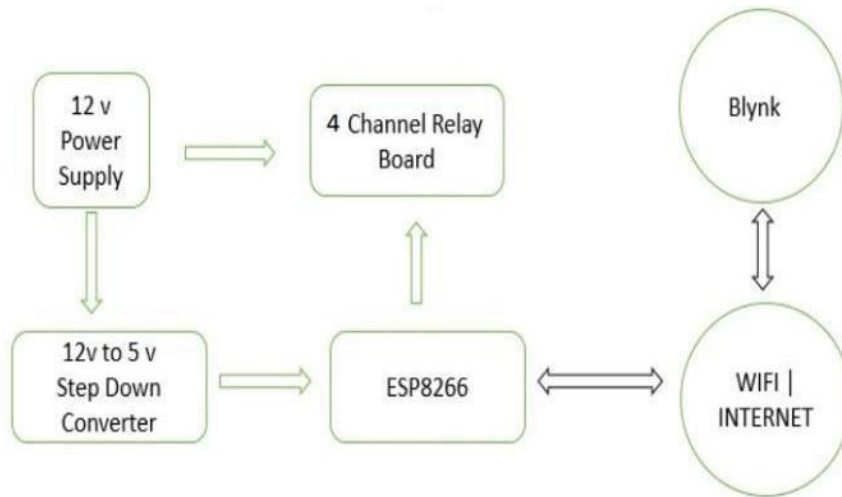 12 v
Power
Supply
4 Channel Relay
Board
Blynk
12v to 5 v
Step Down
Converter
ESP8266
WIFI |
INTERNET